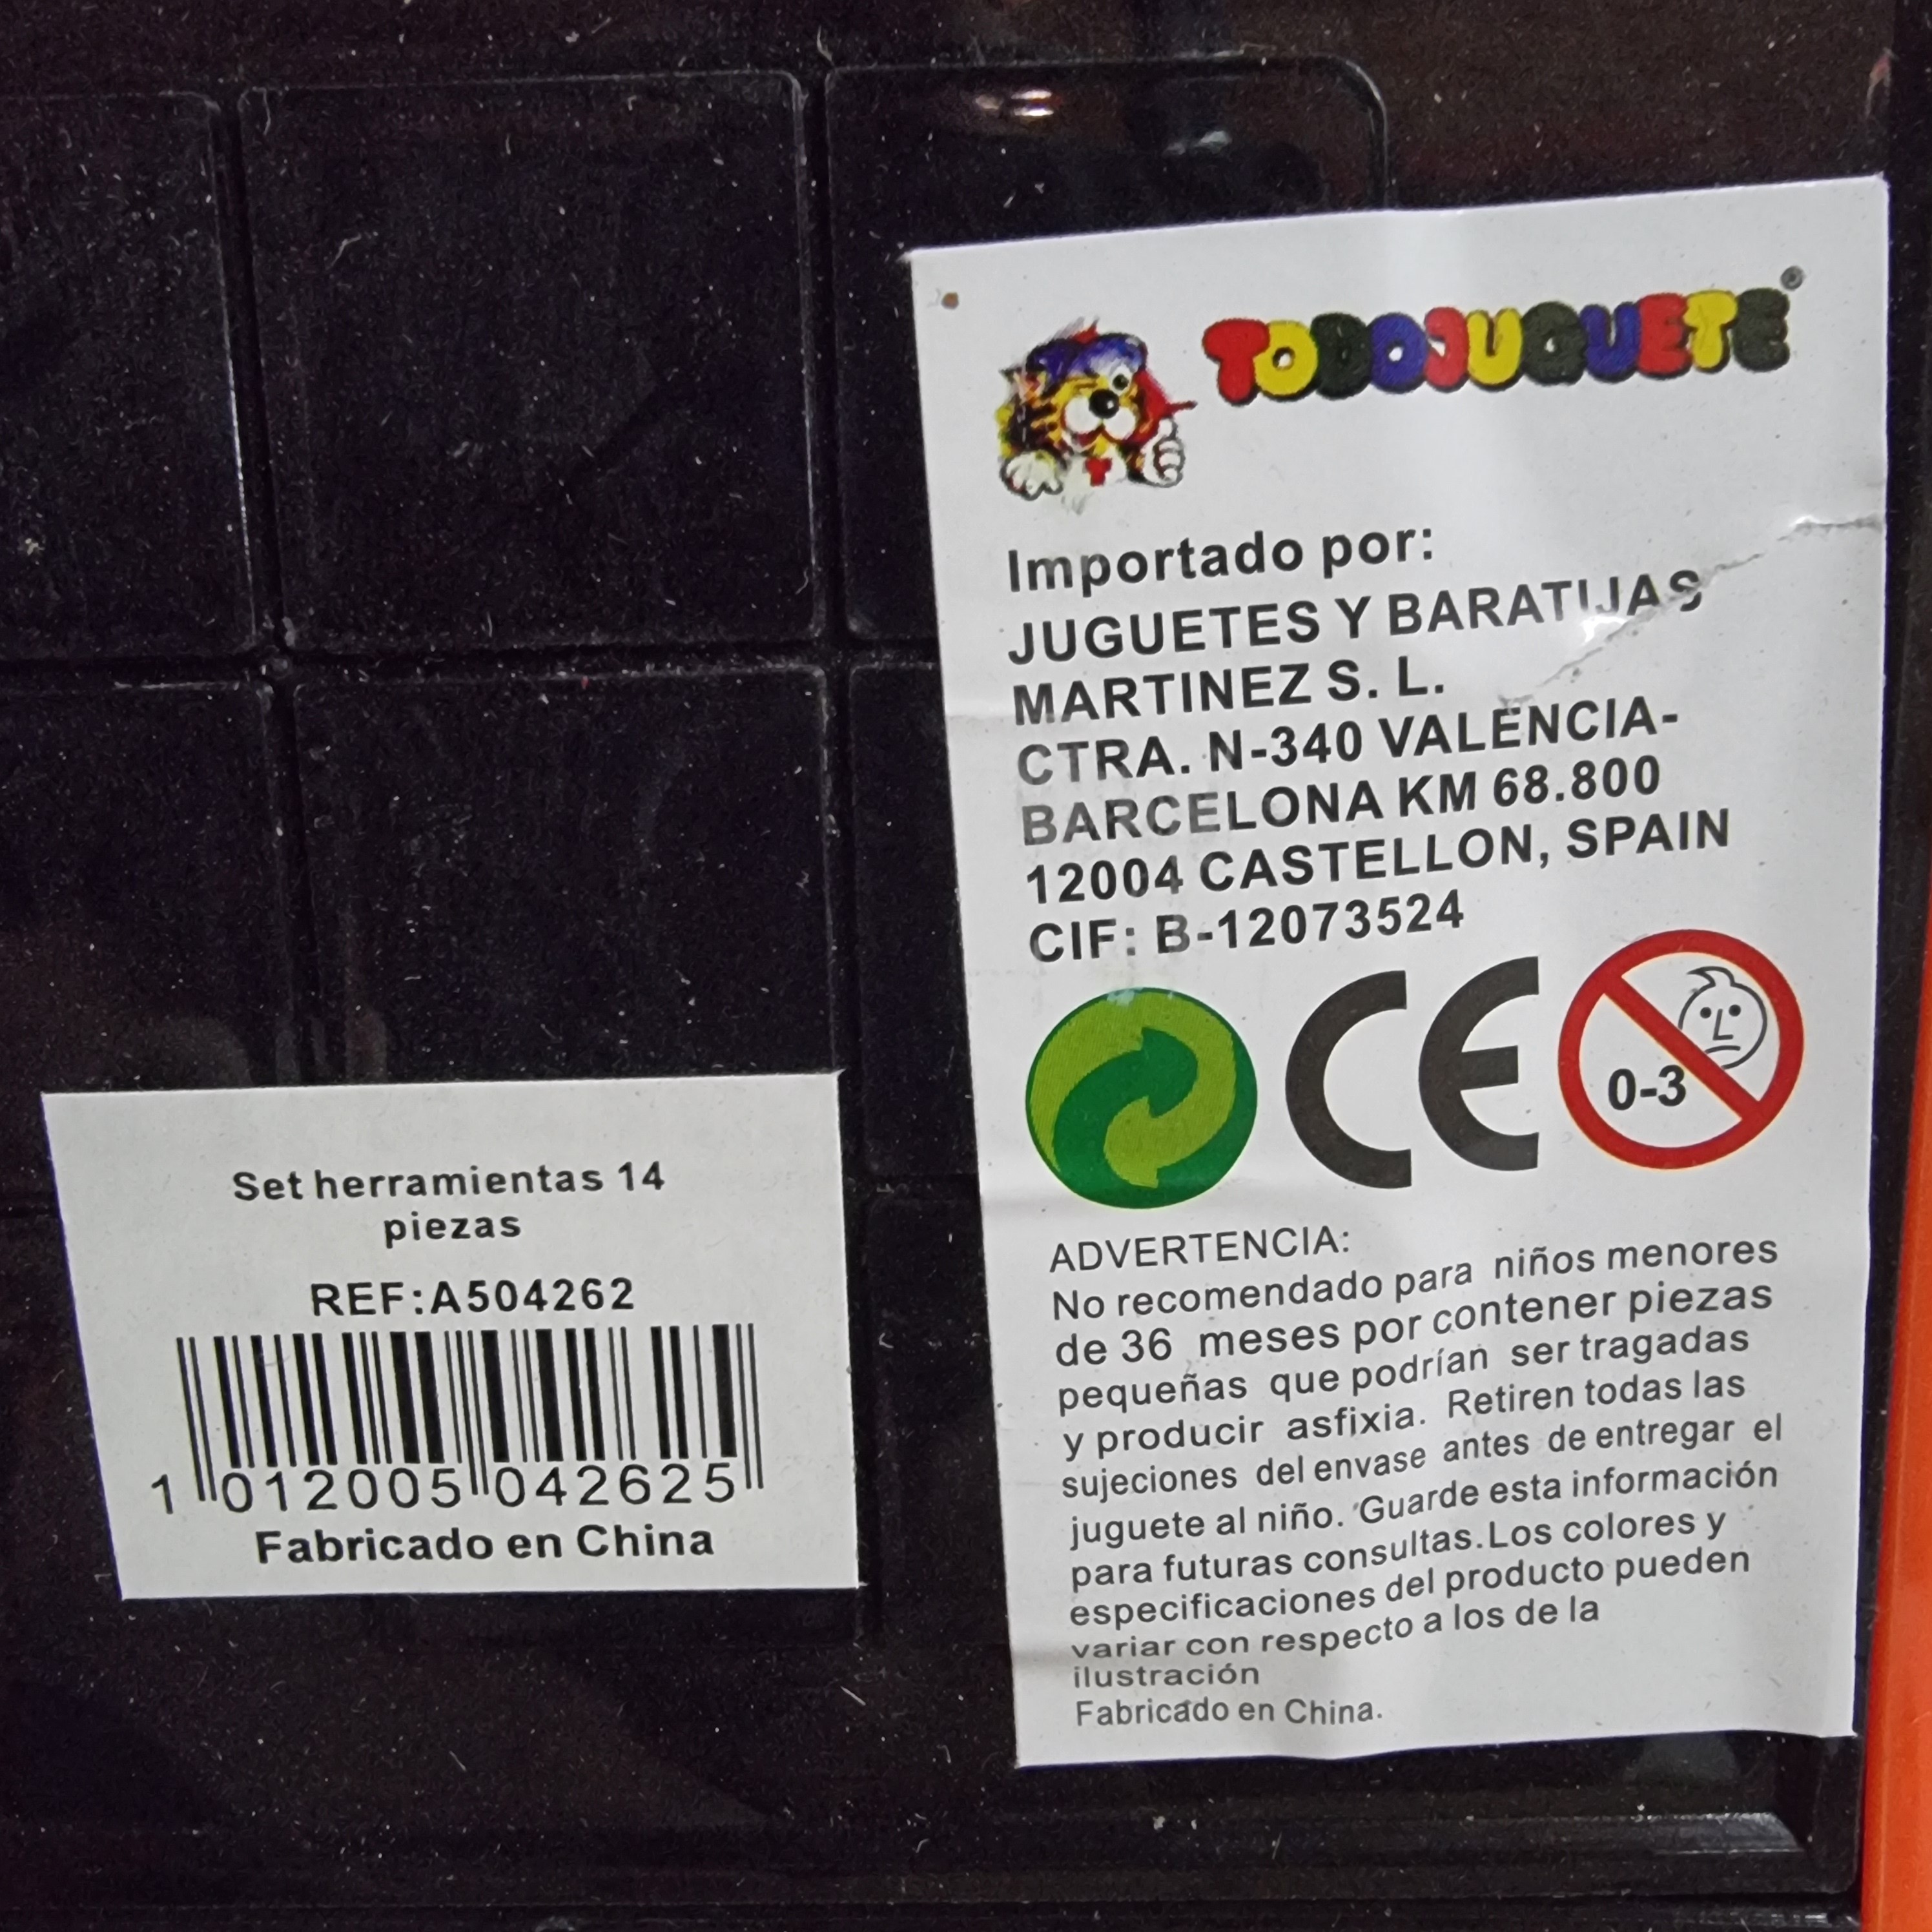 TODOJUGUETE®
Importado por:
JUGUETES Y BARATIJAS
MARTINEZ S. L.
CTRA. N-340 VALENCIA-
BARCELONA KM 68.800
12004 CASTELLON, SPAIN
CIF: B-12073524
CE
0-3
ADVERTENCIA:
No recomendado para niños menores
de 36 meses por contener piezas
pequeñas que podrían ser tragadas
y producir asfixia. Retiren todas las
sujeciones del envase antes de entregar el
juguete al niño. Guarde esta información
para futuras consultas. Los colores y
especificaciones del producto pueden
variar con respecto a los de la
ilustración
Fabricado en China.
Set herramientas 14
piezas
REF:A504262
1 012005 042625
Fabricado en China